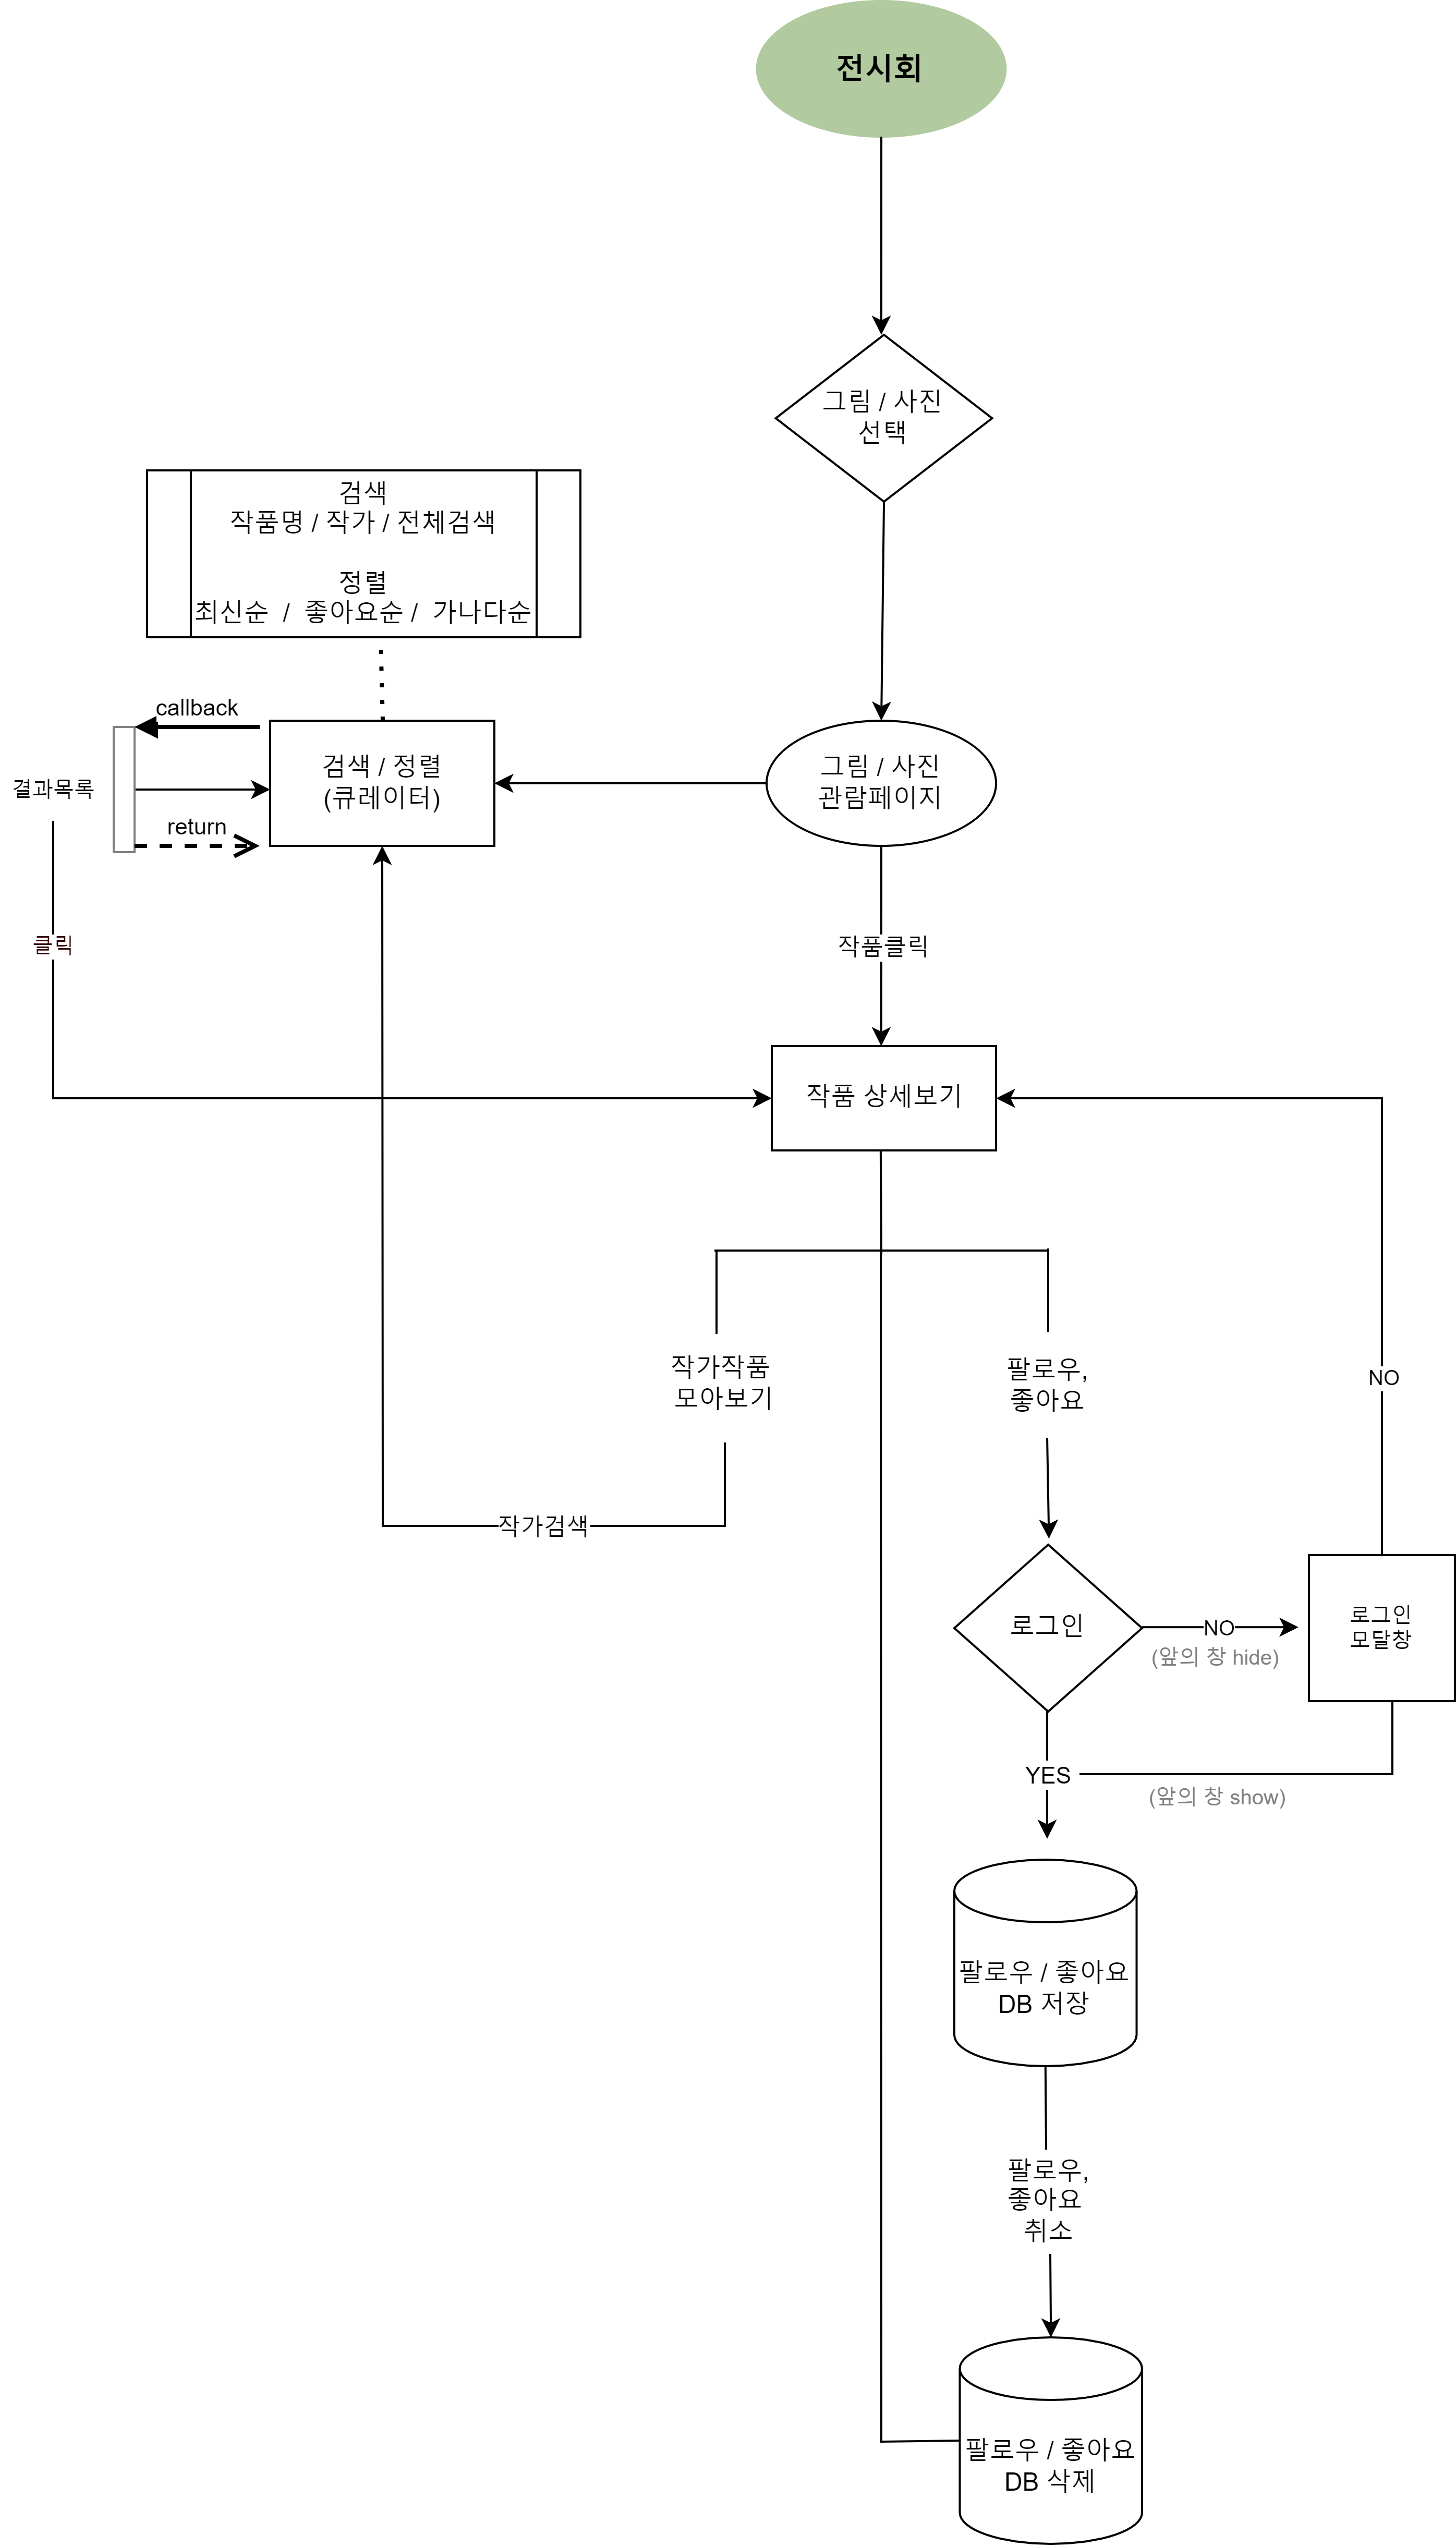 전시회
그림 / 사진
선택
검색
작품명 / 작가 / 전체검색
정렬
최신순 / 좋아요순 / 가나다순
callback
결과목록
return
검색 / 정렬
(큐레이터)
그림 / 사진
관람페이지
클릭
작품클릭
작품 상세보기
작가작품
모아보기
팔로우,
좋아요
NO
작가검색
로그인
NO
(앞의 창 hide)
로그인
모달창
YES
(앞의 창 show)
팔로우 / 좋아요
DB 저장
팔로우,
좋아요
취소
팔로우 / 좋아요
DB 삭제